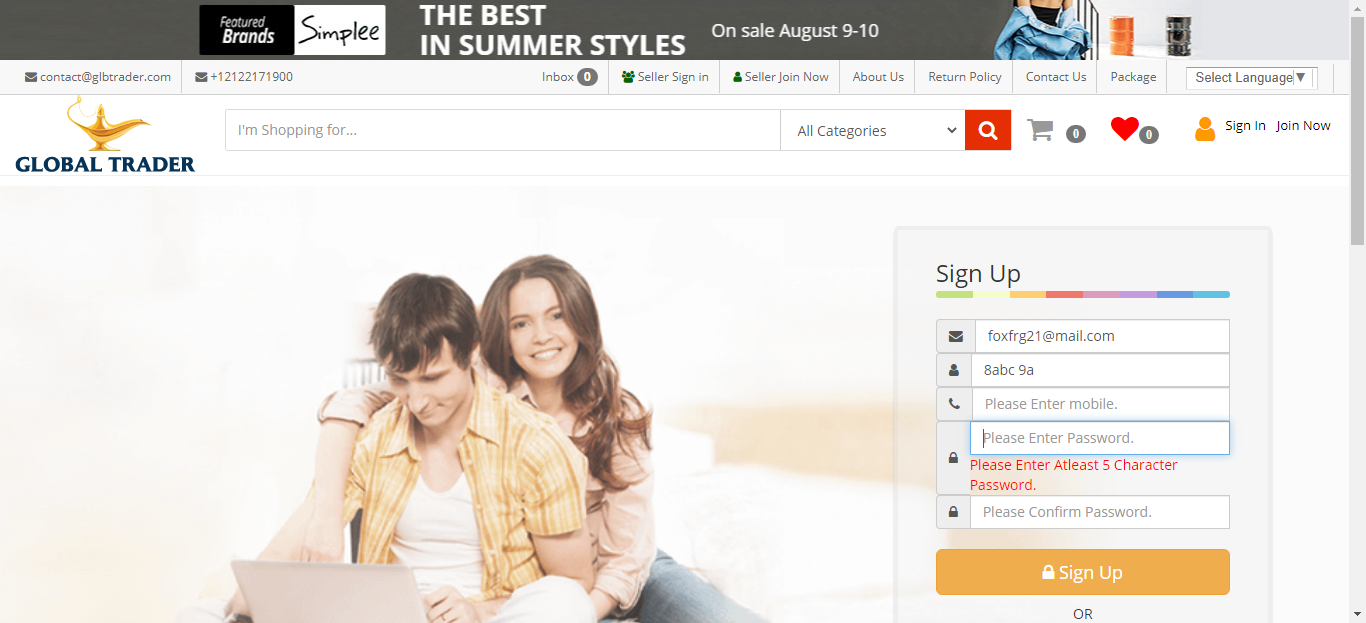 Featured
Brands
Simplee
THE BEST
IN SUMMER STYLES
On sale August 9-10
contact@glbtrader.com
+12122171900
Inbox 0
Seller Sign in
Seller Join Now
About Us
Return Policy
Contact Us
Package
Select Language▼
GLOBAL TRADER
I'm Shopping for...
All Categories
0
0
Sign In
Join Now
Sign Up
foxfrg21@mail.com
8abc 9a
Please Enter mobile.
Please Enter Password.
Please Enter Atleast 5 Character
Password.
Please Confirm Password.
Sign Up
OR